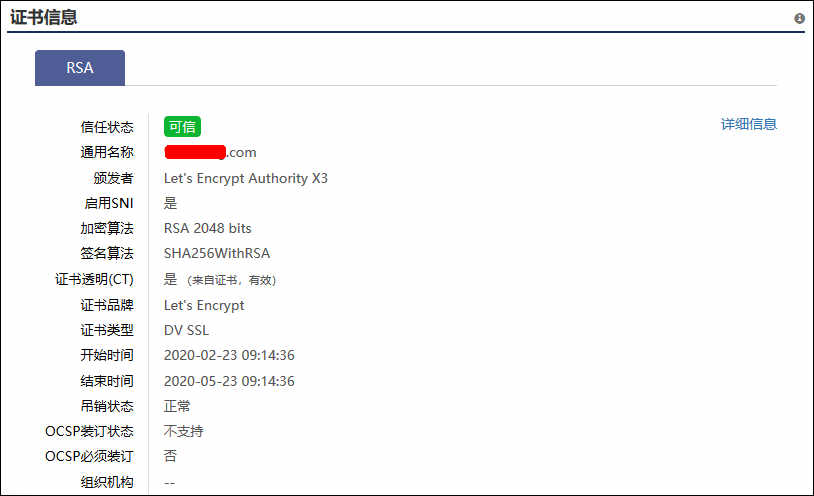 证书信息
RSA
详细信息
信任状态 可信
通用名称 .com
颁发者 Let's Encrypt Authority X3
启用SNI 是
加密算法 RSA 2048 bits
签名算法 SHA256WithRSA
证书透明(CT) 是 （来自证书，有效）
证书品牌 Let's Encrypt
证书类型 DV SSL
开始时间 2020-02-23 09:14:36
结束时间 2020-05-23 09:14:36
吊销状态 正常
OCSP装订状态 不支持
OCSP必须装订 否
组织机构 --